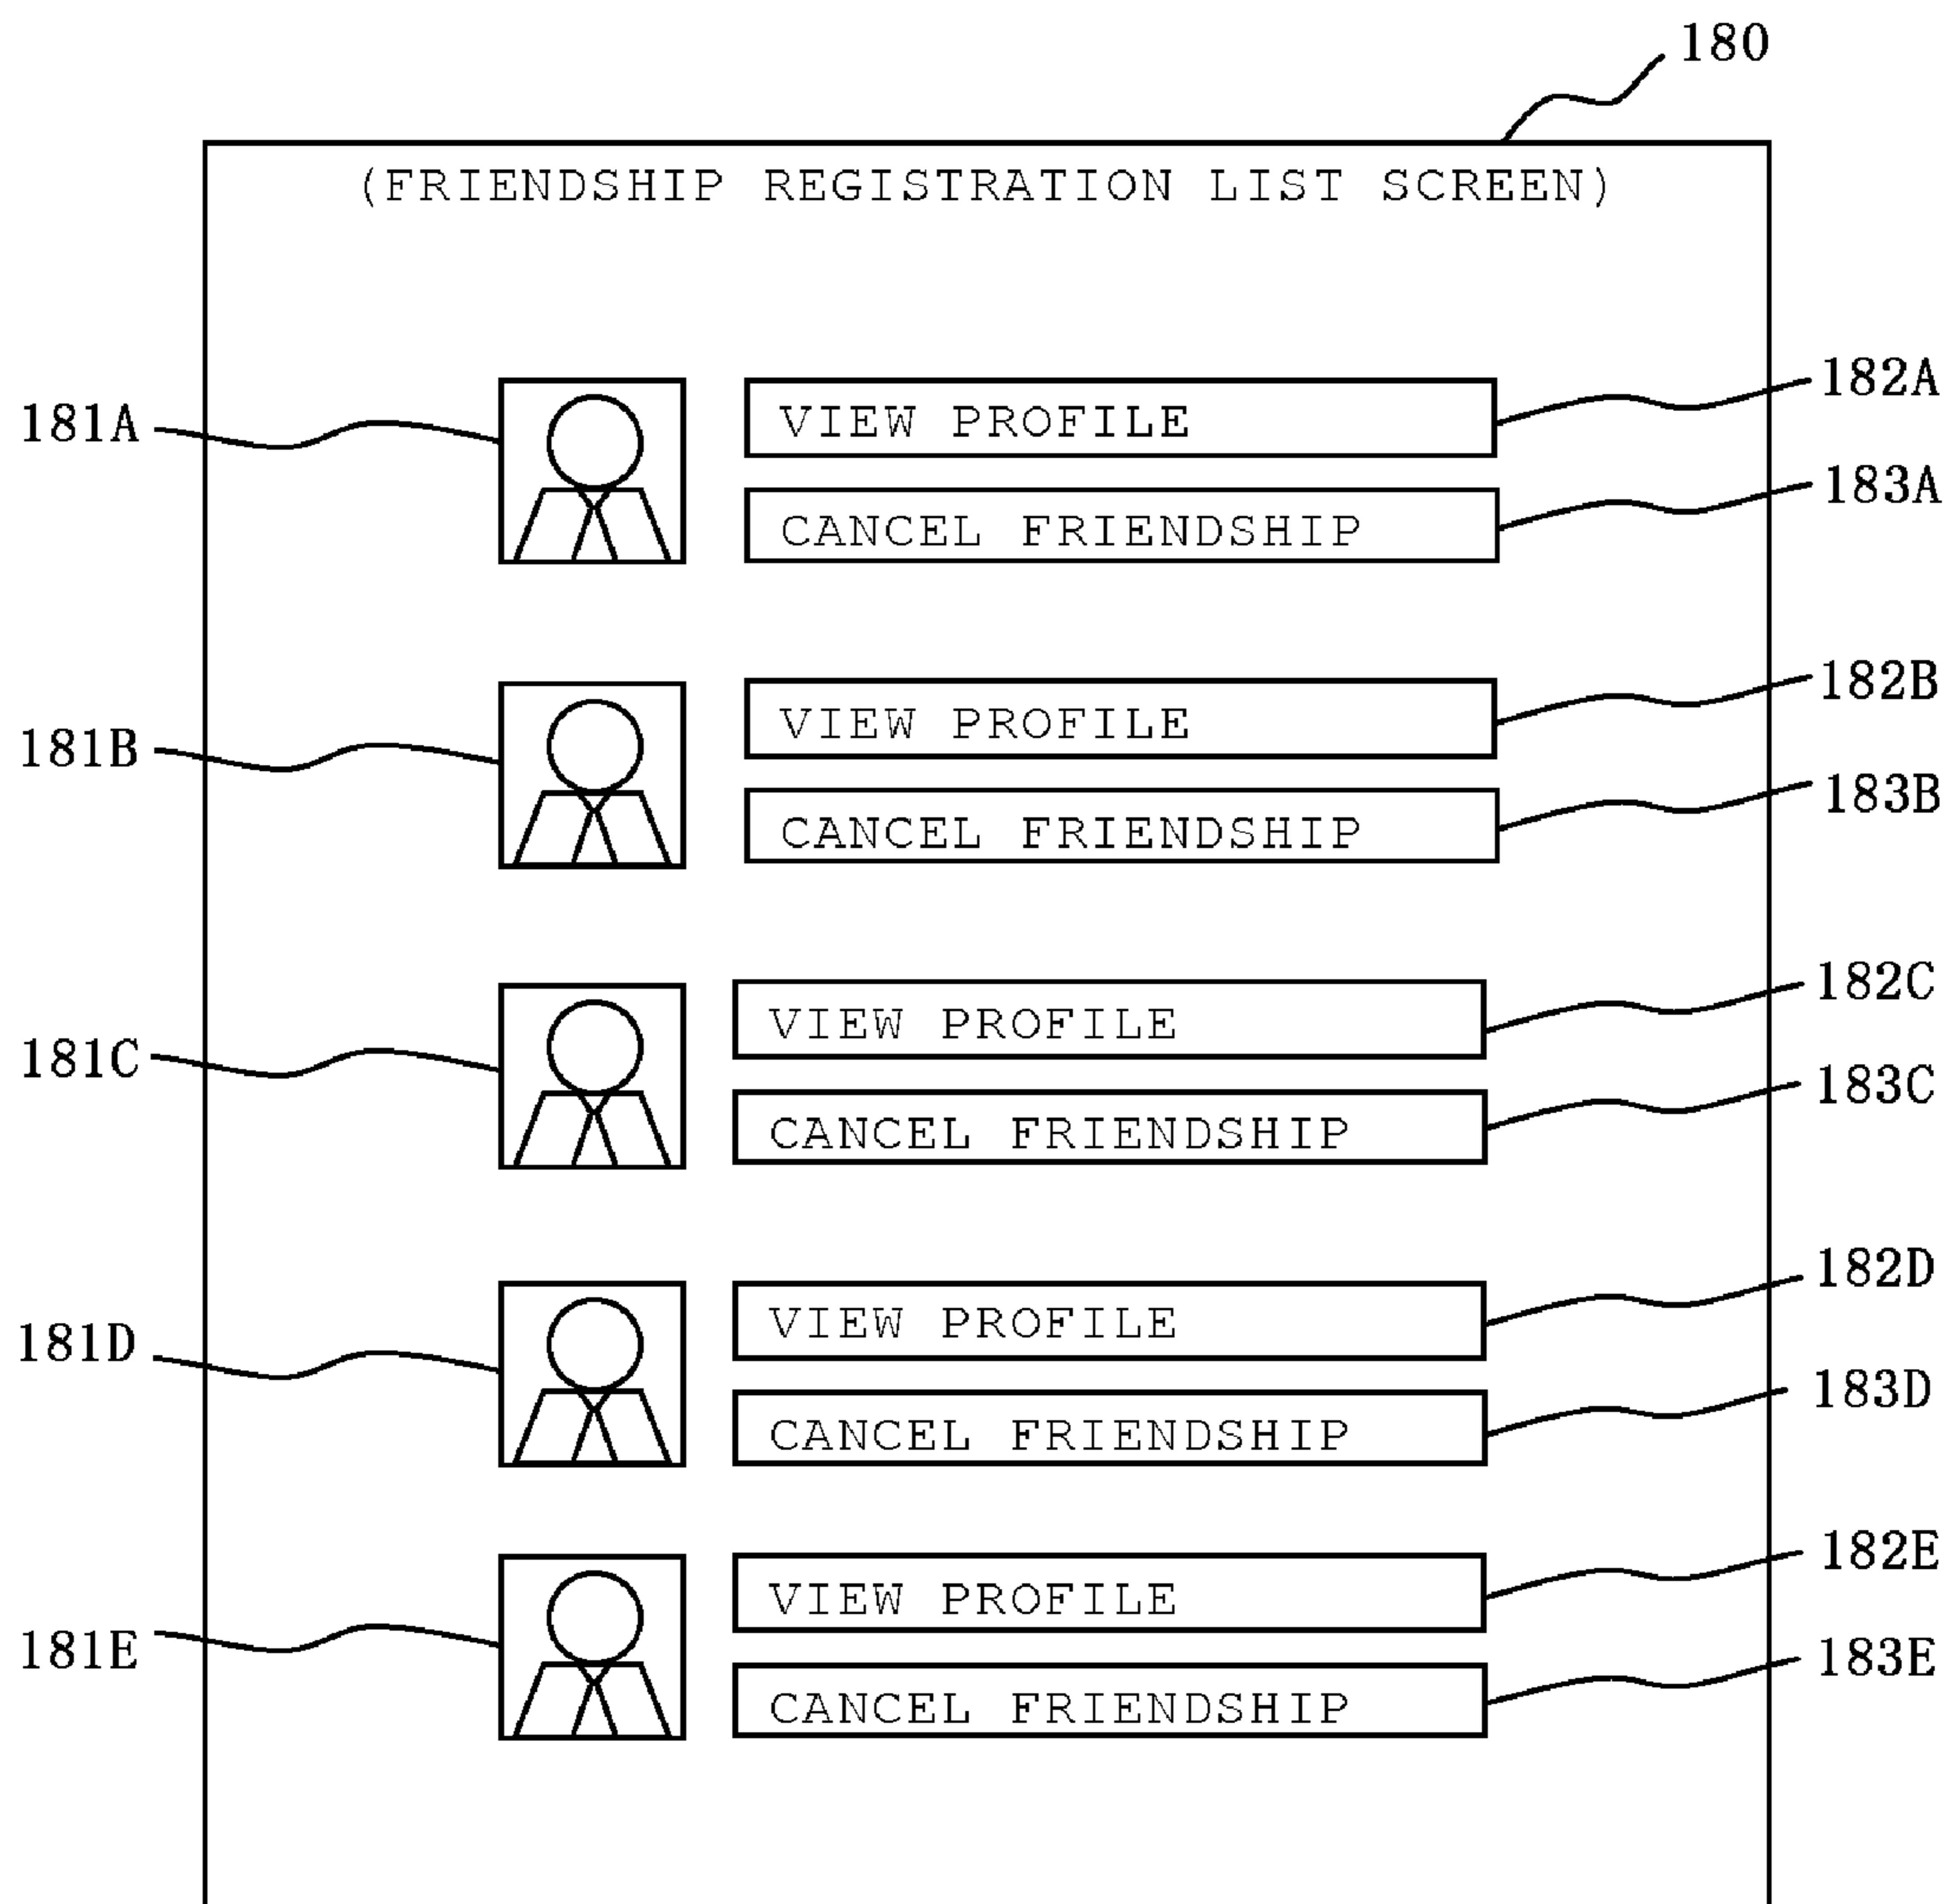 180
(FRIENDSHIP REGISTRATION LIST SCREEN)
181A
VIEW PROFILE
182A
CANCEL FRIENDSHIP
183A
181B
VIEW PROFILE
182B
CANCEL FRIENDSHIP
183B
181C
VIEW PROFILE
182C
CANCEL FRIENDSHIP
183C
181D
VIEW PROFILE
182D
CANCEL FRIENDSHIP
183D
181E
VIEW PROFILE
182E
CANCEL FRIENDSHIP
183E